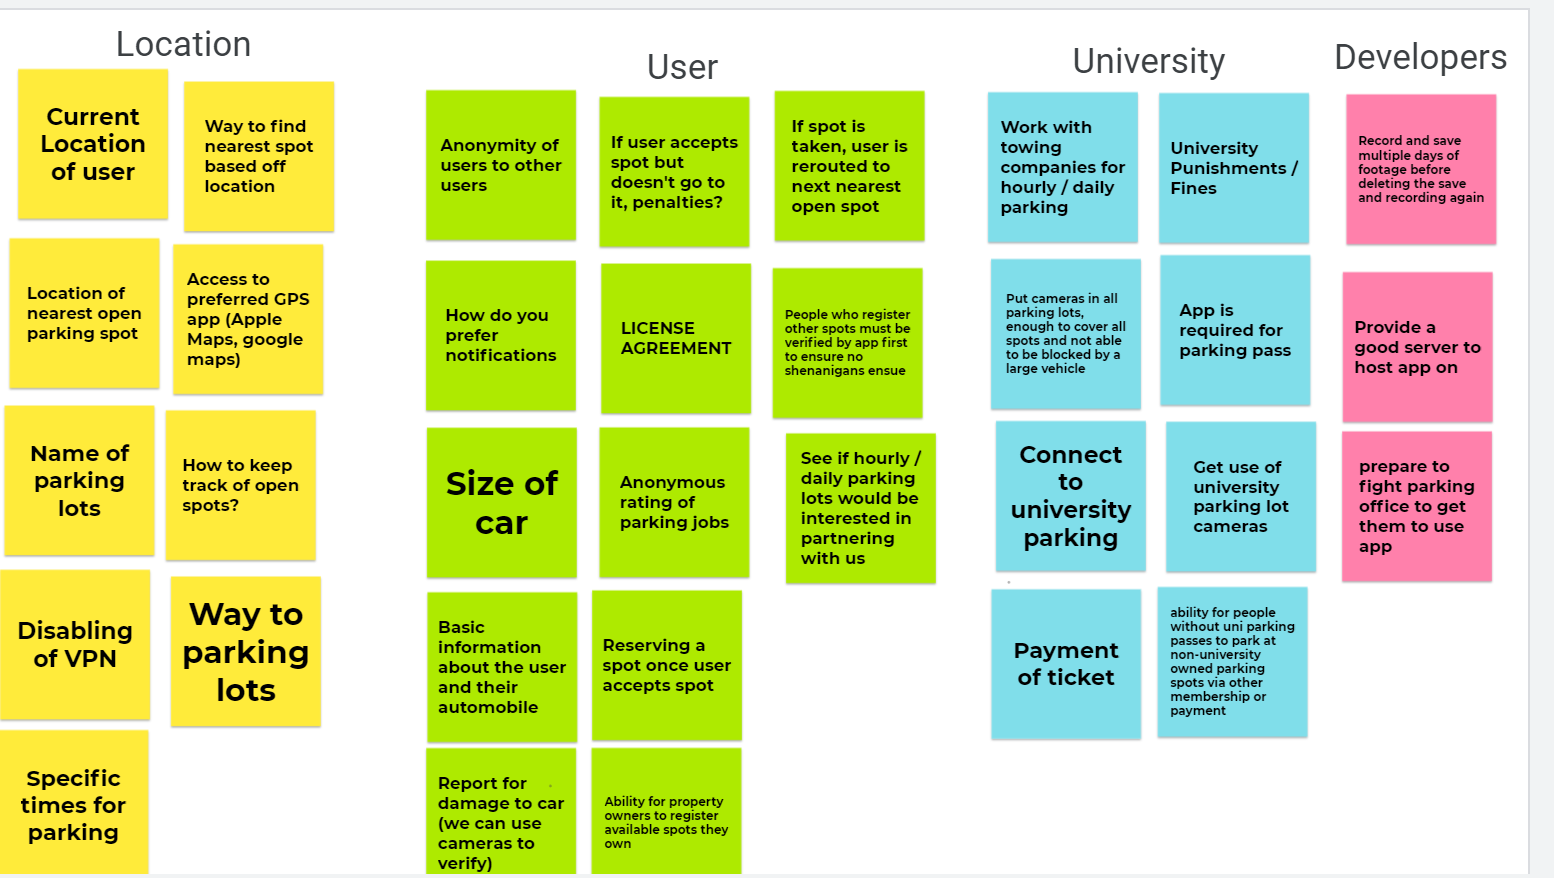 Location
Current
Location
of user
Way to find
nearest spot
based off
location
Location of
nearest open
parking spot
Access to
preferred GPS
app (Apple
Maps, google
maps)
Name of
parking
lots
How to keep
track of open
spots?
Disabling
of VPN
Way to
parking
lots
Specific
times for
parking
User
Anonymity of
users to other
users
If user accepts
spot but
doesn't go to
it, penalties?
If spot is
taken, user is
rerouted to
next nearest
open spot
How do you
prefer
notifications
LICENSE
AGREEMENT
People who register
other spots must be
verified by app first
to ensure no
shenanigans ensue
Size of
car
Anonymous
rating of
parking jobs
See if hourly /
daily parking
lots would be
interested in
partnering
with us
Basic
information
about the user
and their
automobile
Reserving a
spot once user
accepts spot
Report for
damage to car
(we can use
cameras to
verify)
Ability for property
owners to register
available spots they
own
University
Work with
towing
companies for
hourly / daily
parking
University
Punishments /
Fines
Put cameras in all
parking lots,
enough to cover all
spots and not able
to be blocked by a
large vehicle
App is
required for
parking pass
Connect
to
university
parking
Get use of
university
parking lot
cameras
Payment
of ticket
ability for people
without uni parking
passes to park at
non-university
owned parking
spots via other
membership or
payment
Developers
Record and save
multiple days of
footage before
deleting the save
and recording again
Provide a
good server to
host app on
prepare to
fight parking
office to get
them to use
app